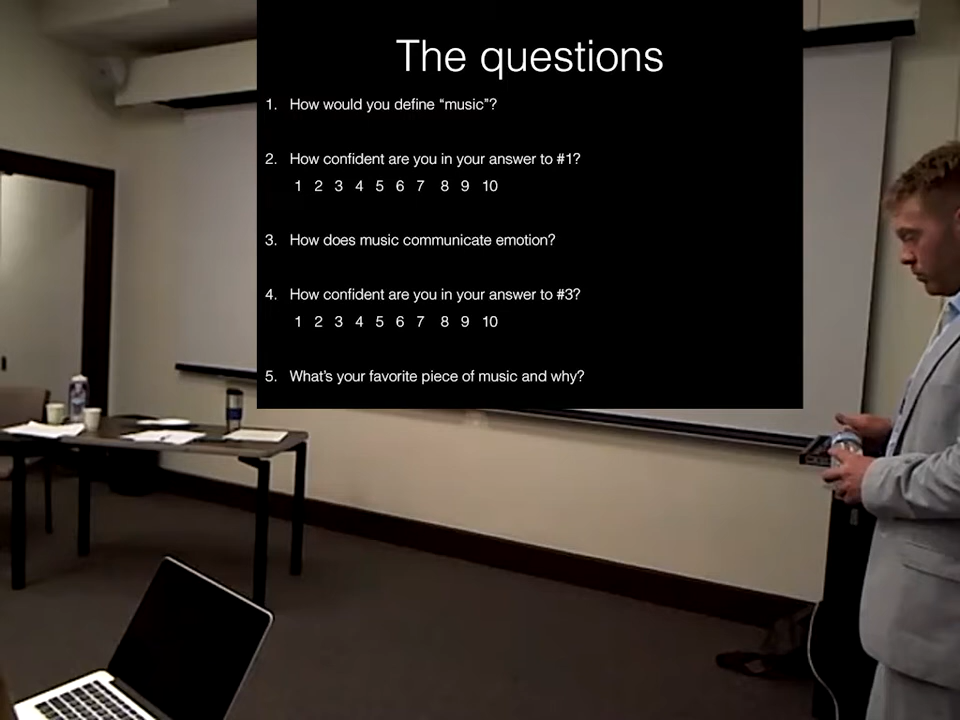 The questions
1. How would you define “music”?
2. How confident are you in your answer to #1?
1 2 3 4 5 6 7 8 9 10
3. How does music communicate emotion?
4. How confident are you in your answer to #3?
1 2 3 4 5 6 7 8 9 10
5. What’s your favorite piece of music and why?